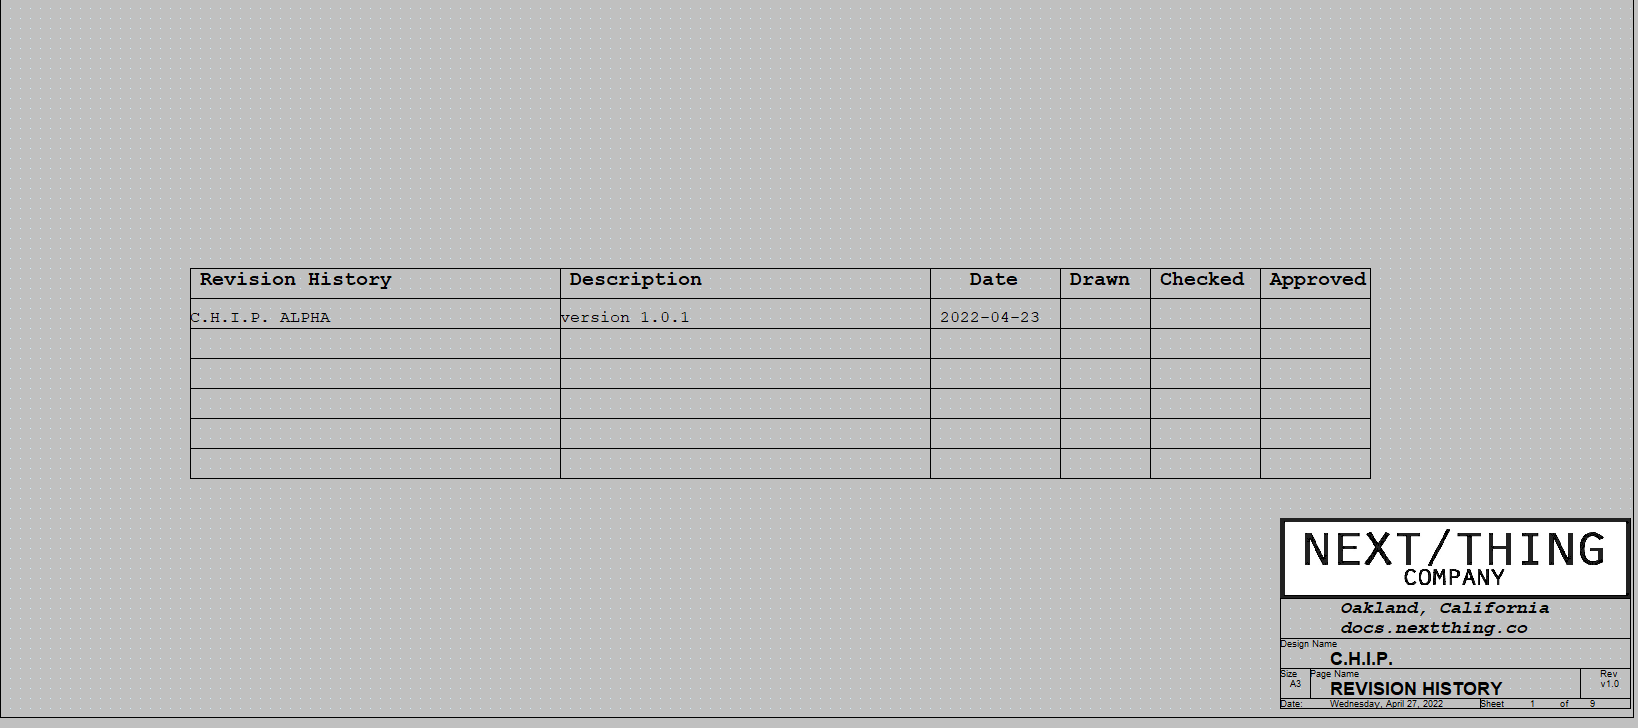 Revision History Description Date Drawn Checked Approved
C.H.I.P. ALPHA version 1.0.1 2022-04-23
NEXT/THING
COMPANY
Oakland, California
docs.nextthing.co
Design Name
C.H.I.P.
Size Page Name Rev
A3 REVISION HISTORY v1.0
Date: Wednesday, April 27, 2022 Sheet 1 of 9